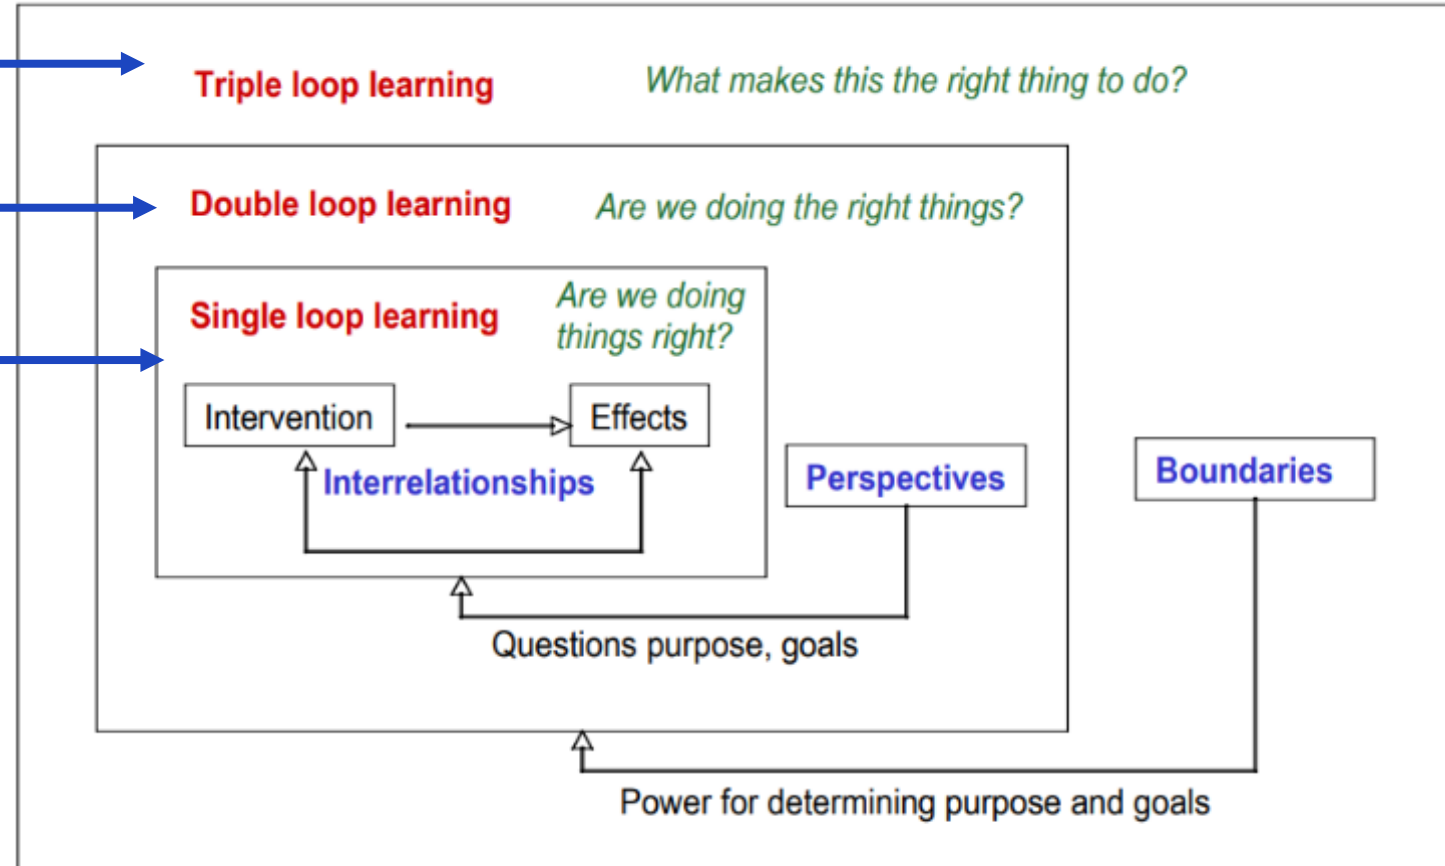 Triple loop learning
What makes this the right thing to do?
Double loop learning
Are we doing the right things?
Single loop learning
Are we doing
things right?
Intervention
Effects
Interrelationships
Perspectives
Boundaries
Questions purpose, goals
Power for determining purpose and goals